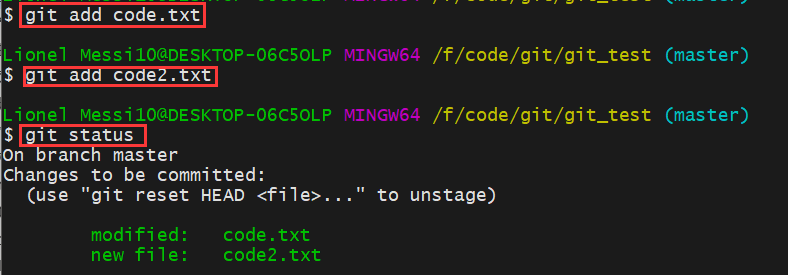 $ git add code.txt
Lionel Messi10@DESKTOP-06C5OLP MINGW64 /f/code/git/git_test (master)
$ git add code2.txt
Lionel Messi10@DESKTOP-06C5OLP MINGW64 /f/code/git/git_test (master)
$ git status
On branch master
Changes to be committed:
(use "git reset HEAD <file>..." to unstage)
modified: code.txt
new file: code2.txt